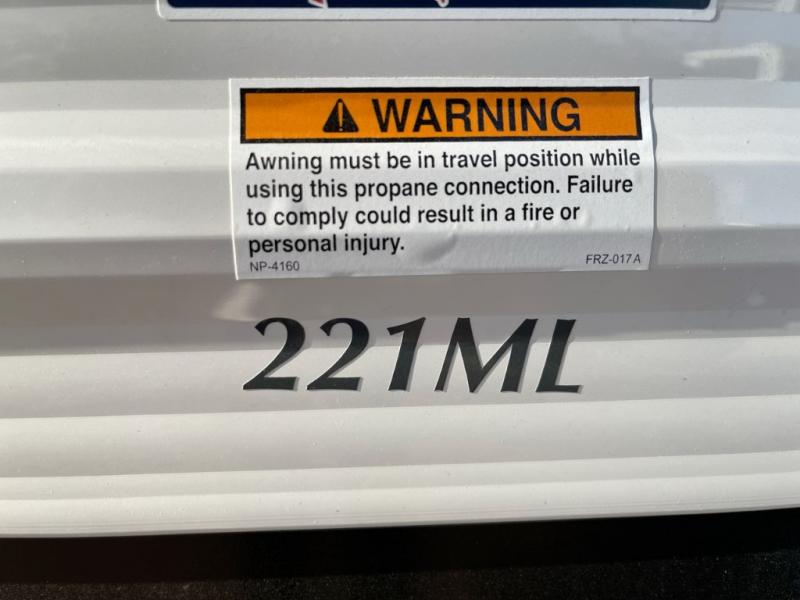 WARNING
Awning must be in travel position while
using this propane connection. Failure
to comply could result in a fire or
personal injury.
NP-4160 FRZ-017A
221ML